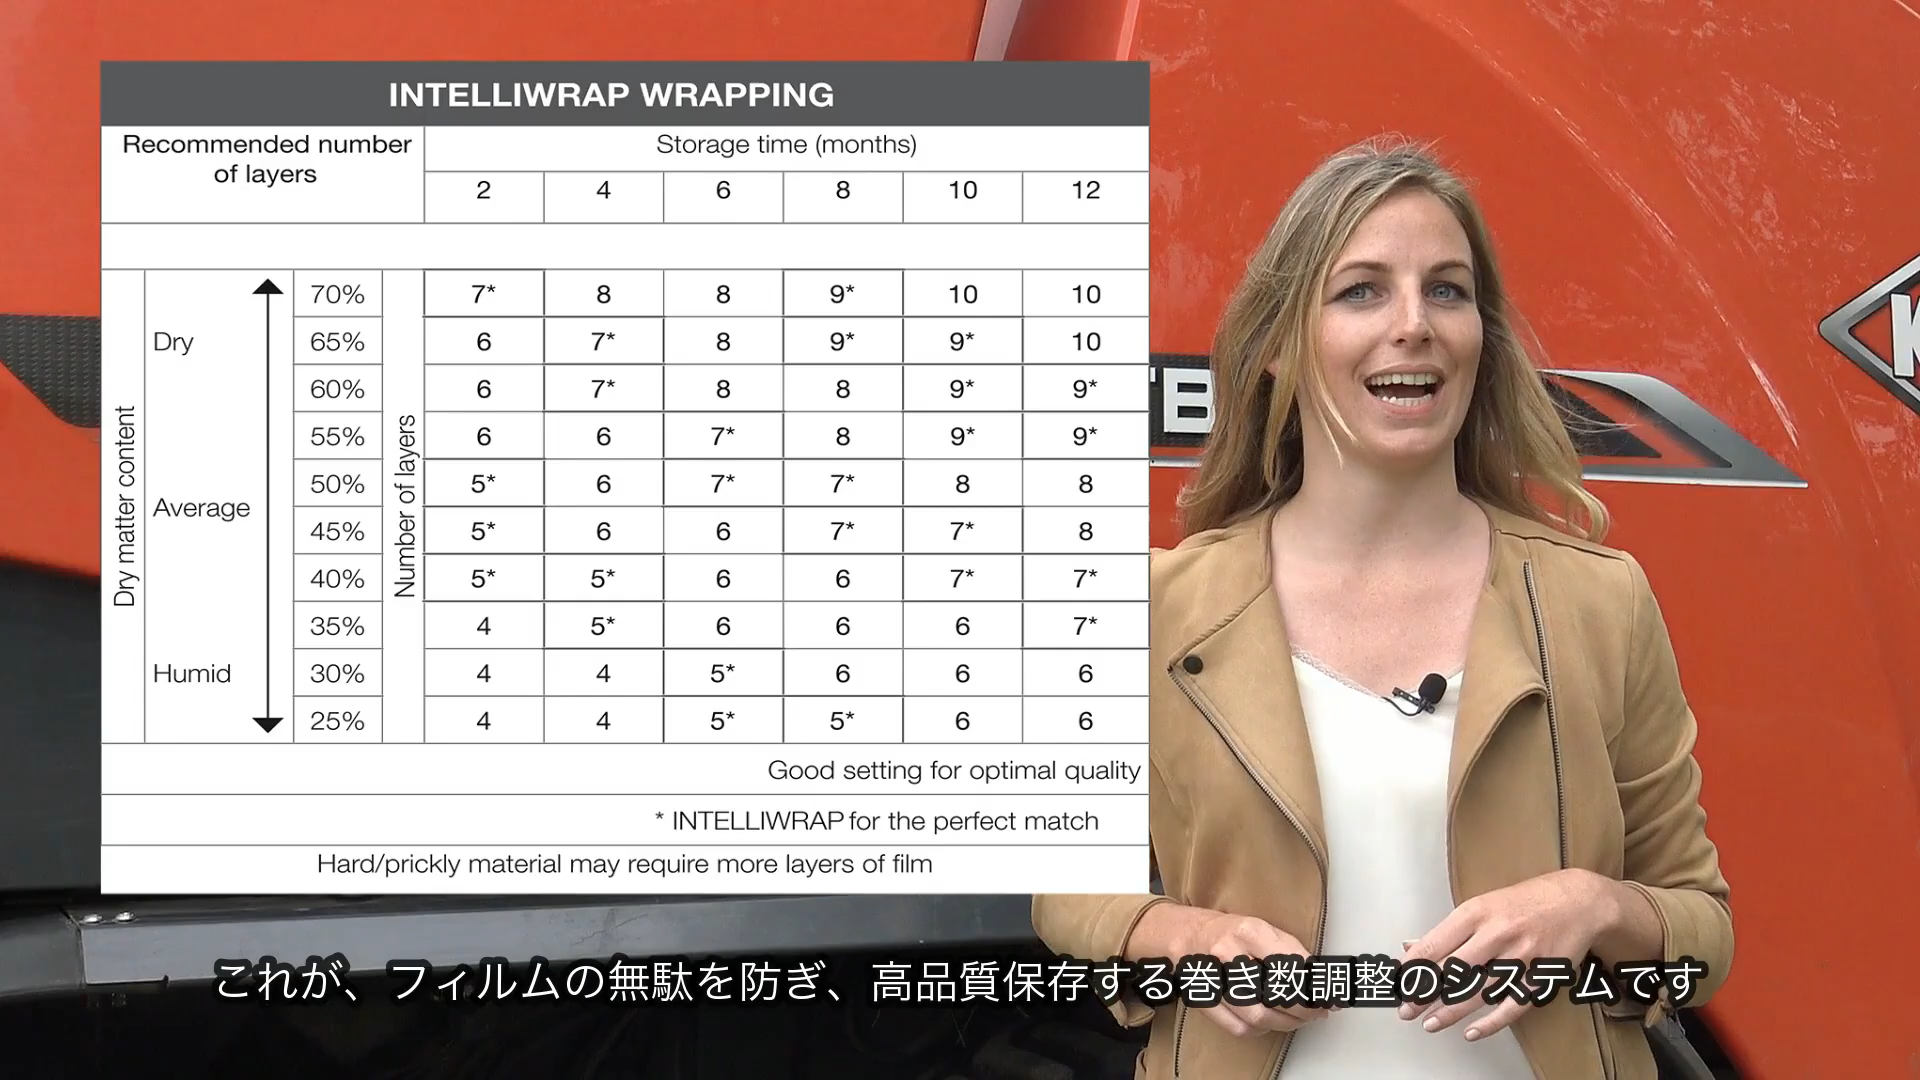 INTELLIWRAP WRAPPING
Recommended number
of layers
Storage time (months)
2 4 6 8 10 12
Dry matter content
Dry
Average
Humid
Number of layers
70% 7* 8 8 9* 10 10
65% 6 7* 8 9* 9* 10
60% 6 7* 8 8 9* 9*
55% 6 6 7* 8 9* 9*
50% 5* 6 7* 7* 8 8
45% 5* 6 6 7* 7* 8
40% 5* 5* 6 6 7* 7*
35% 4 5* 6 6 6 7*
30% 4 4 5* 6 6 6
25% 4 4 5* 5* 6 6
Good setting for optimal quality
* INTELLIWRAP for the perfect match
Hard/prickly material may require more layers of film
これが、フィルムの無駄を防ぎ、高品質保存する巻き数調整のシステムです